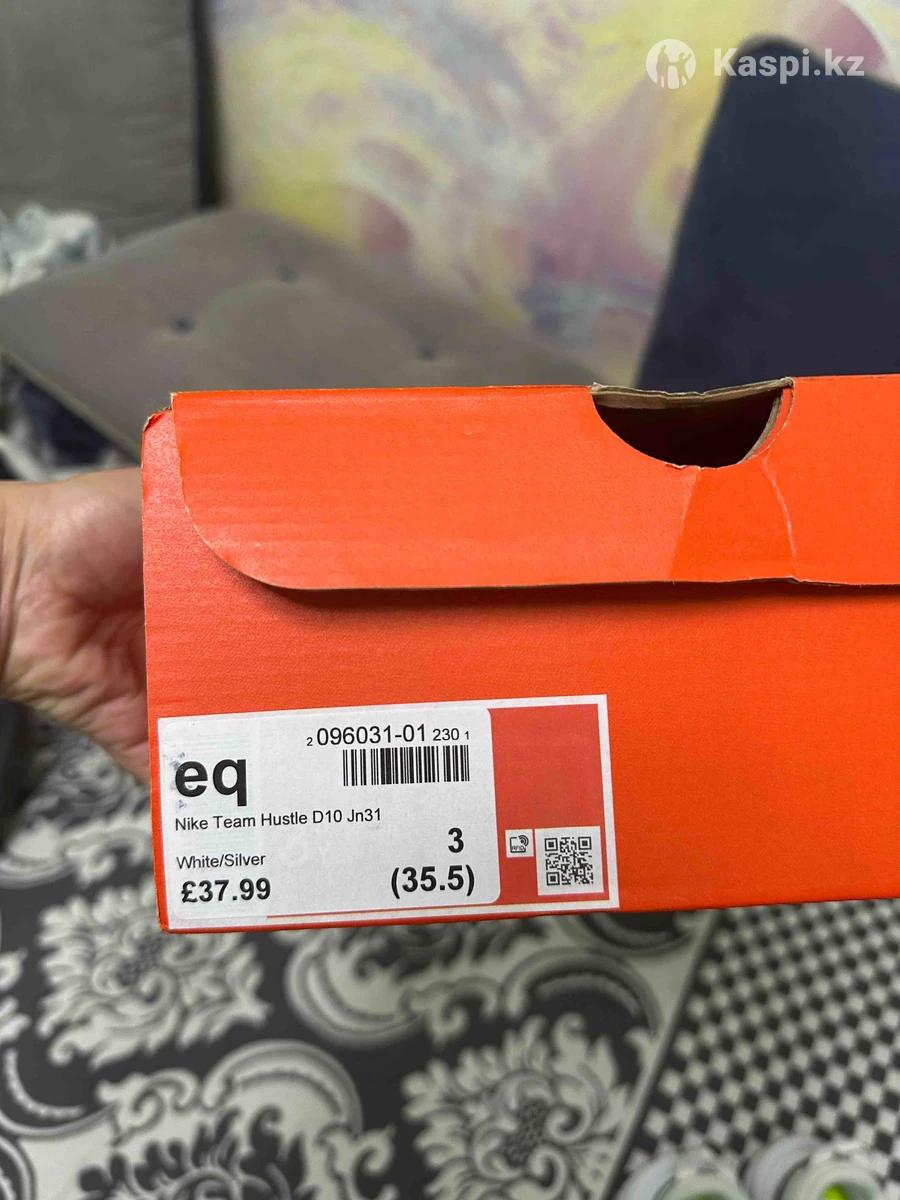 Kaspi.kz
2 096031-01 230 1
eq
Nike Team Hustle D10 Jn31
3
White/Silver
£37.99
(35.5)
RFID